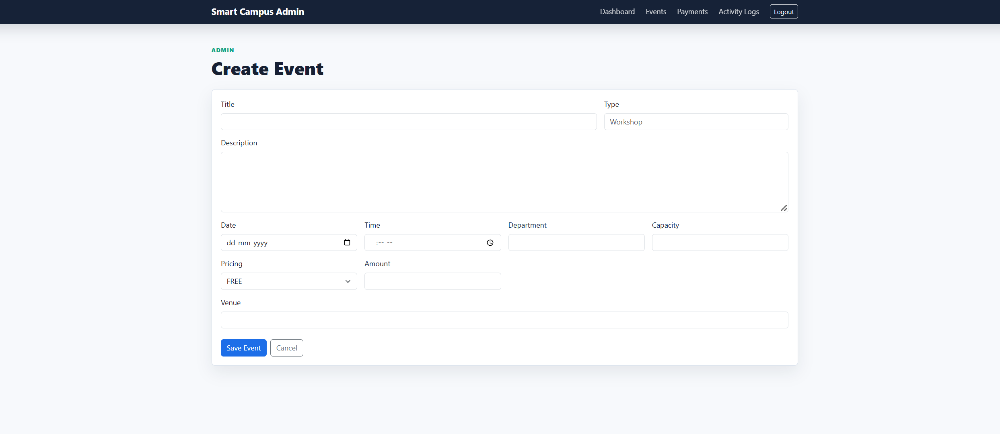 Smart Campus Admin Dashboard Events Payments Activity Logs Logout
ADMIN
Create Event
Title Type
Workshop
Description
Date Time Department Capacity
dd-mm-yyyy --:-- --
Pricing Amount
FREE
Venue
Save Event Cancel